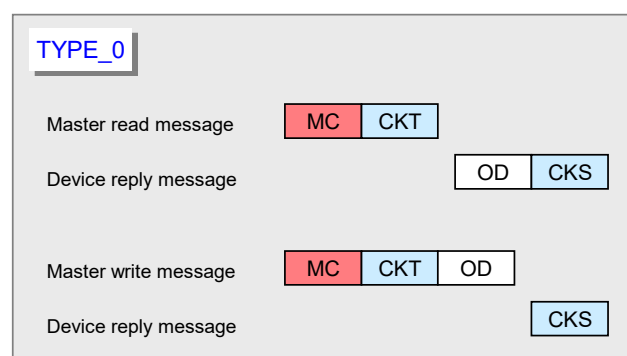 TYPE_0
Master read message MC CKT
Device reply message OD CKS
Master write message MC CKT OD
Device reply message CKS